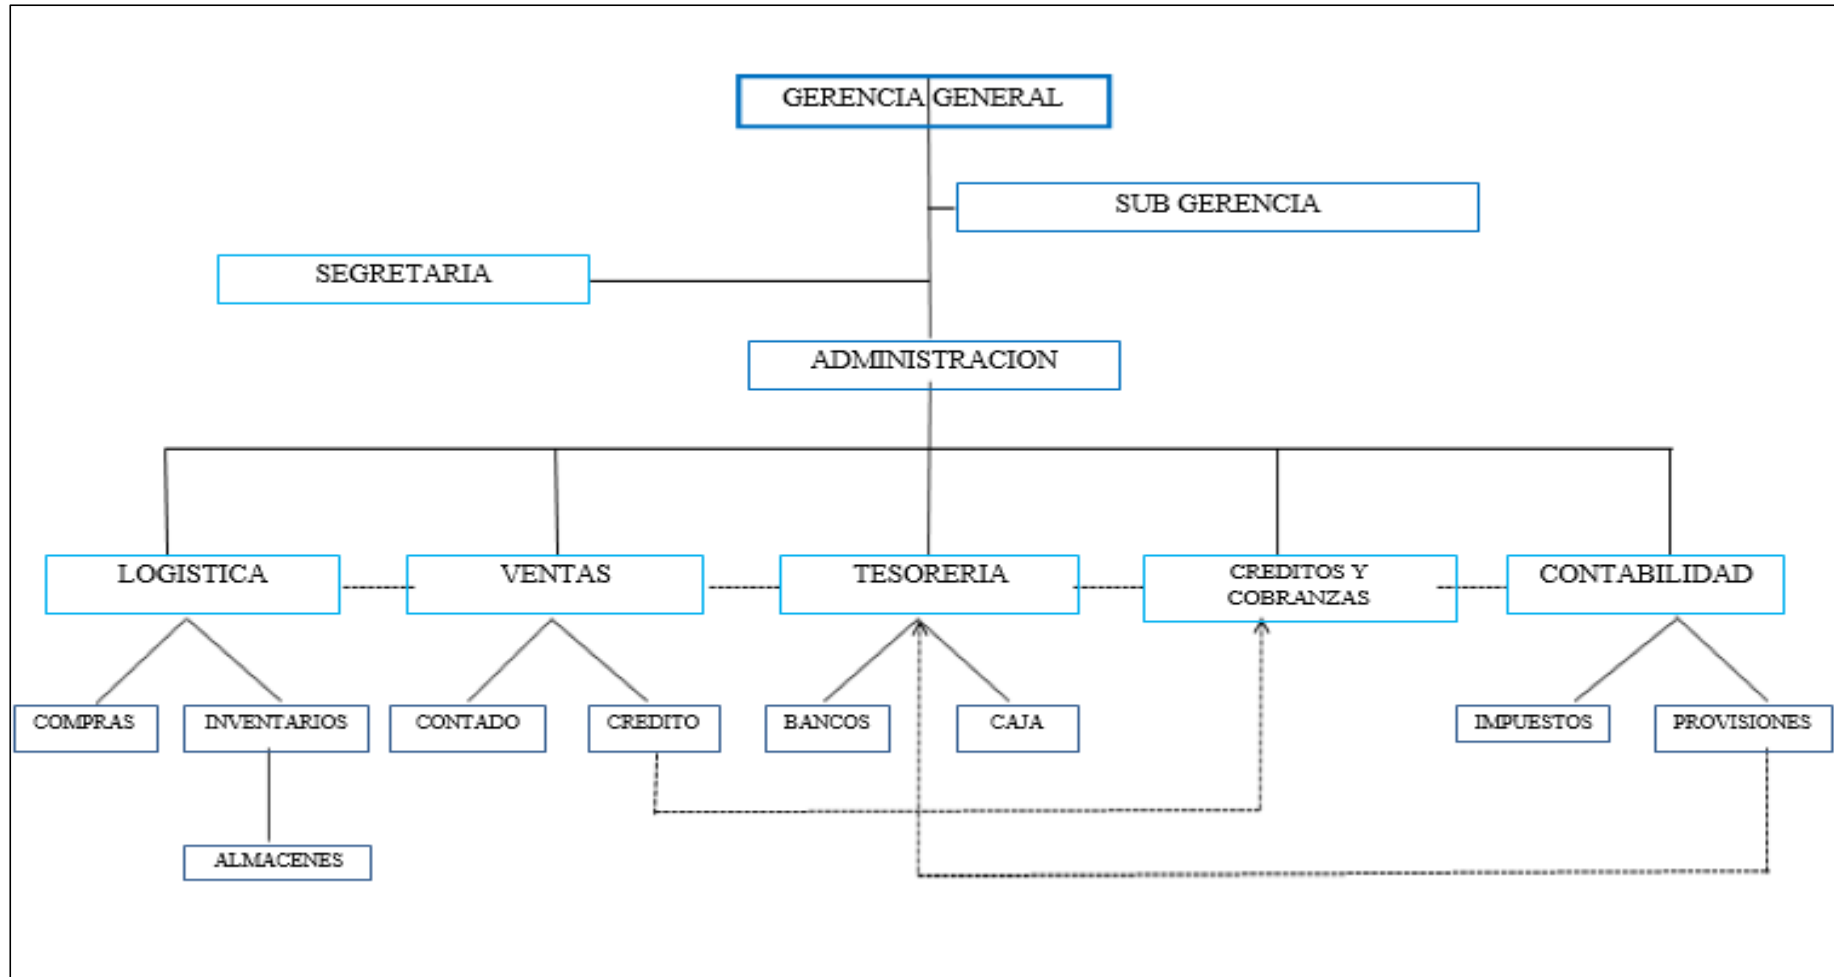 GERENCIA GENERAL
SUB GERENCIA
SEGRETARIA
ADMINISTRACION
LOGISTICA
VENTAS
TESORERIA
CREDITOS Y
COBRANZAS
CONTABILIDAD
COMPRAS
INVENTARIOS
CONTADO
CREDITO
BANCOS
CAJA
IMPUESTOS
PROVISIONES
ALMACENES